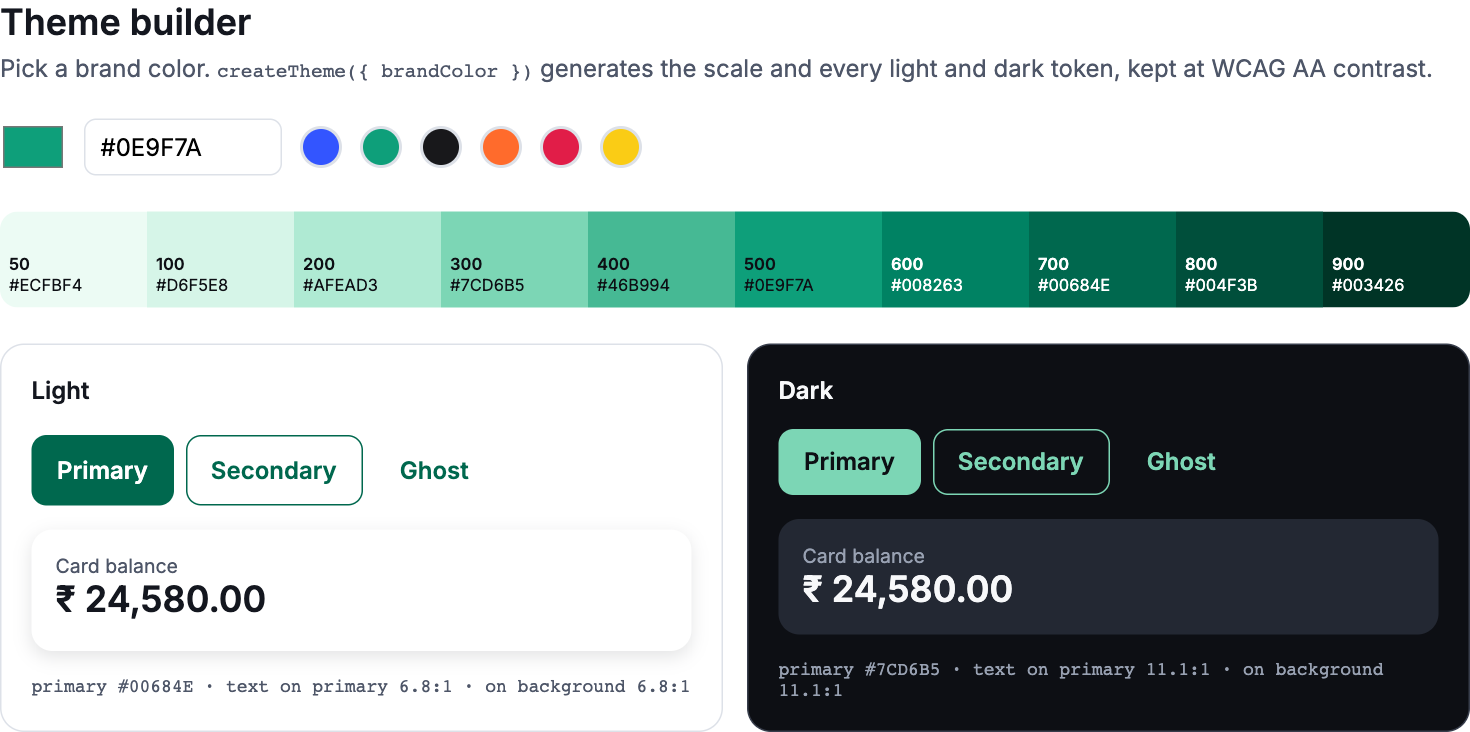 Theme builder
Pick a brand color. createTheme({ brandColor }) generates the scale and every light and dark token, kept at WCAG AA contrast.
#0E9F7A
50 100 200 300 400 500 600 700 800 900
#ECFBF4 #D6F5E8 #AFEAD3 #7CD6B5 #46B994 #0E9F7A #008263 #00684E #004F3B #003426
Light
Primary Secondary Ghost
Card balance
₹ 24,580.00
primary #00684E · text on primary 6.8:1 · on background 6.8:1
Dark
Primary Secondary Ghost
Card balance
₹ 24,580.00
primary #7CD6B5 · text on primary 11.1:1 · on background
11.1:1